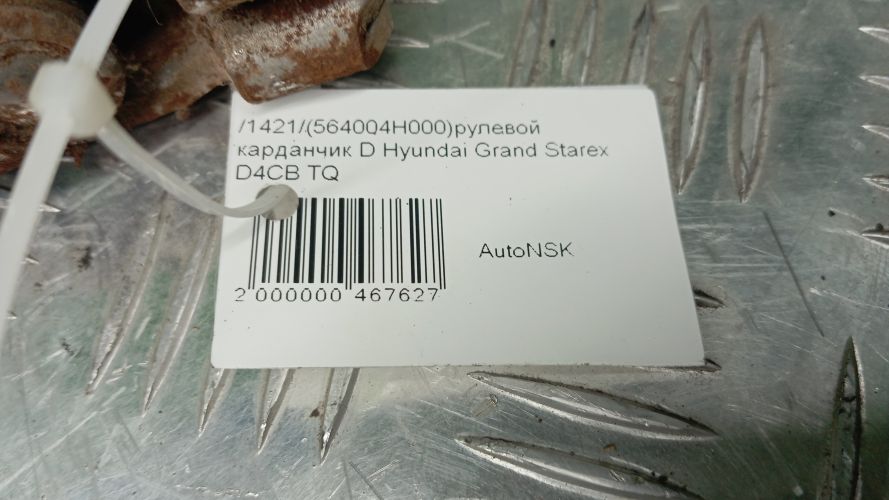 /1421/(564004H000)рулевой
карданчик D Hyundai Grand Starex
D4CB TQ
AutoNSK
2 000000 467627